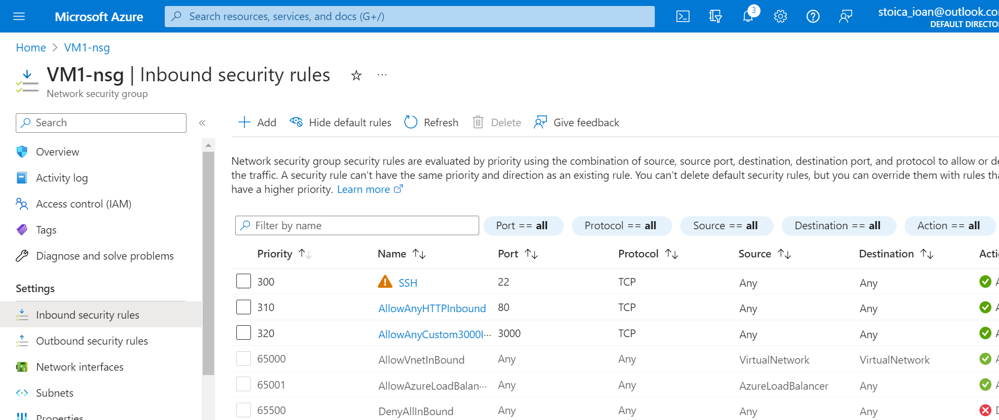 Microsoft Azure
Search resources, services, and docs (G+/)
3
stoica_ioan@outlook.co
DEFAULT DIRECTO
Home > VM1-nsg
VM1-nsg | Inbound security rules
☆ ...
Network security group
Search
«
Overview
Activity log
Access control (IAM)
Tags
Diagnose and solve problems
Settings
Inbound security rules
Outbound security rules
Network interfaces
Subnets
Properties
+ Add Hide default rules Refresh Delete Give feedback
Network security group security rules are evaluated by priority using the combination of source, source port, destination, destination port, and protocol to allow or de
the traffic. A security rule can't have the same priority and direction as an existing rule. You can't delete default security rules, but you can override them with rules tha
have a higher priority. Learn more
Filter by name Port == all Protocol == all Source == all Destination == all Action == all
Priority ↑↓ Name ↑↓ Port ↑↓ Protocol ↑↓ Source ↑↓ Destination ↑↓ Acti
300 SSH 22 TCP Any Any A
310 AllowAnyHTTPInbound 80 TCP Any Any A
320 AllowAnyCustom3000I... 3000 TCP Any Any A
65000 AllowVnetInBound Any Any VirtualNetwork VirtualNetwork A
65001 AllowAzureLoadBalan... Any Any AzureLoadBalancer Any A
65500 DenyAllInBound Any Any Any Any D